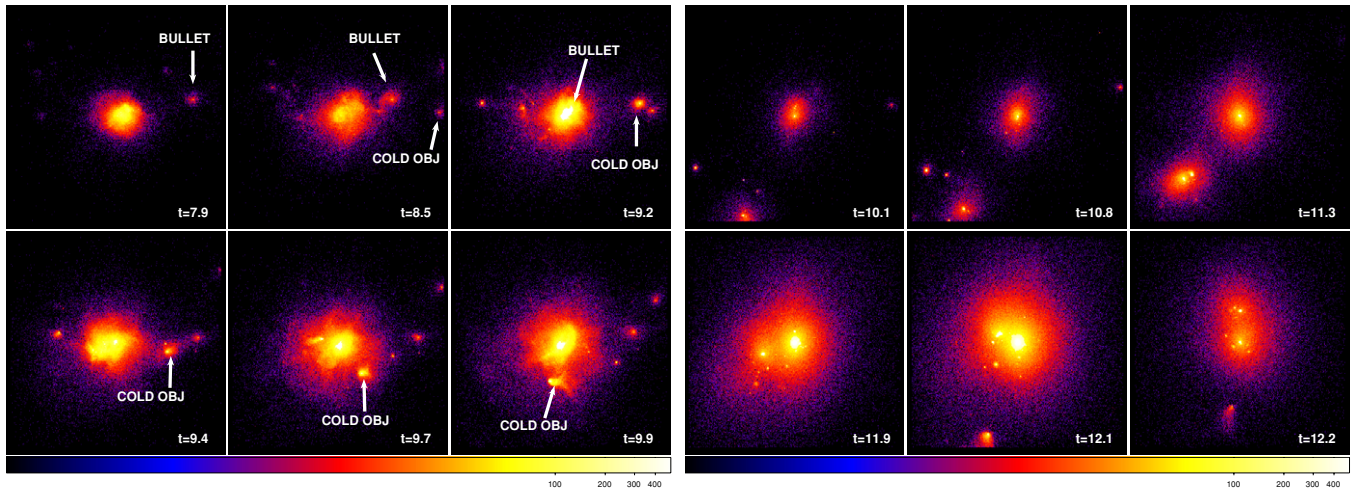 BULLET
t=7.9
BULLET
COLD OBJ
t=8.5
BULLET
COLD OBJ
t=9.2
t=10.1
t=10.8
t=11.3
COLD OBJ
t=9.4
COLD OBJ
t=9.7
COLD OBJ
t=9.9
t=11.9
t=12.1
t=12.2
100 200 300 400
100 200 300 400